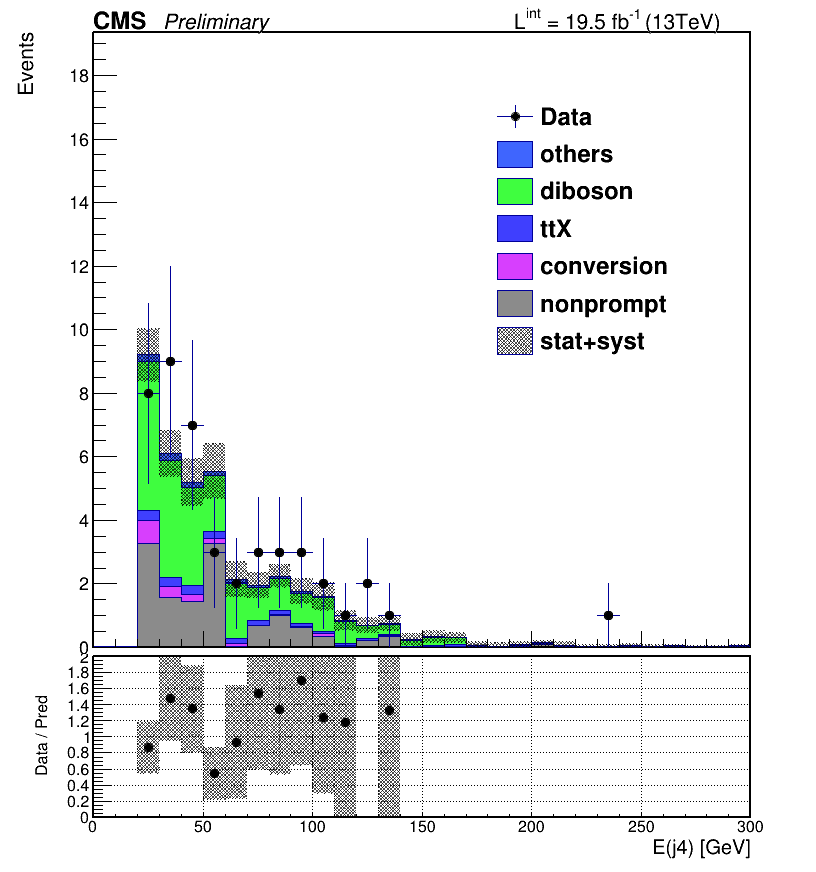 CMS Preliminary L^int = 19.5 fb^-1 (13TeV)
Events
18
16
14
12
10
8
6
4
2
0
Data
others
diboson
ttX
conversion
nonprompt
stat+syst
Data / Pred
2
1.8
1.6
1.4
1.2
1
0.8
0.6
0.4
0.2
0
0 50 100 150 200 250 300
E(j4) [GeV]